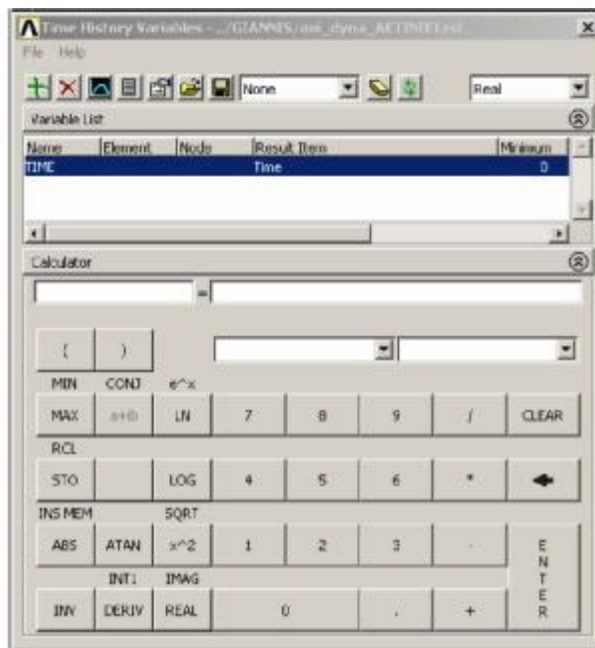 Time History Variables - ../GIANNIS/
File Help
None Real
Variable List
Name Element Node Result Item Minimum
TIME Time 0
Calculator
=
( )
MIN CONJ e^x
MAX a+ib LN 7 8 9 / CLEAR
RCL
STO LOG 4 5 6 *
INS MEM SQRT
ABS ATAN x^2 1 2 3 -
INT1 IMAG
INV DERIV REAL 0 . +
ENTER